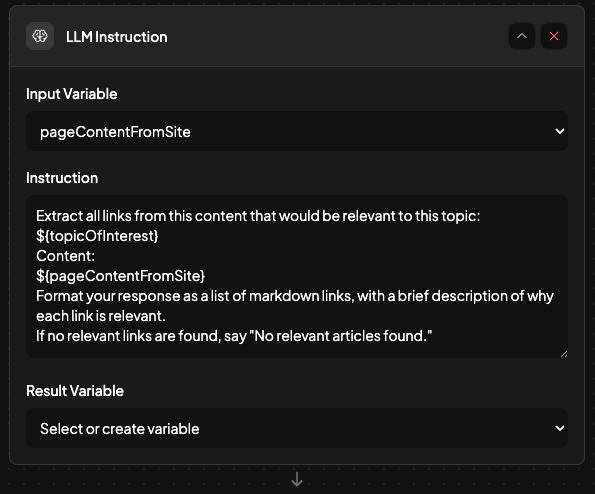 LLM Instruction
Input Variable
pageContentFromSite
Instruction
Extract all links from this content that would be relevant to this topic:
${topicOfInterest}
Content:
${pageContentFromSite}
Format your response as a list of markdown links, with a brief description of why
each link is relevant.
If no relevant links are found, say "No relevant articles found."
Result Variable
Select or create variable